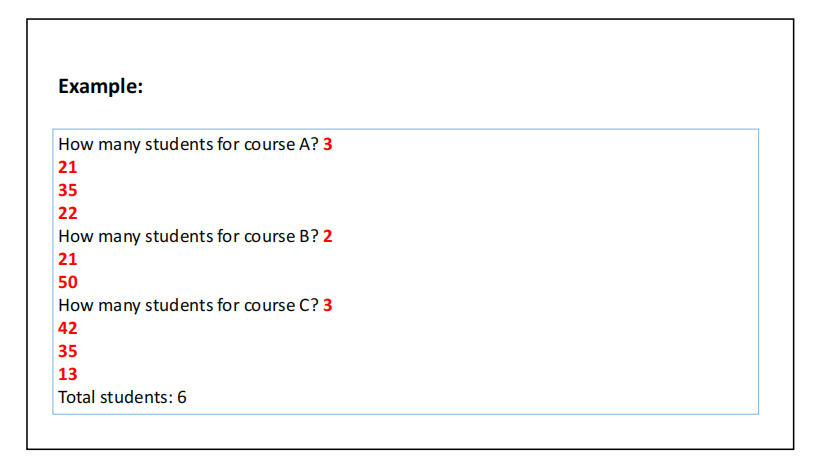 Example:
How many students for course A? 3
21
35
22
How many students for course B? 2
21
50
How many students for course C? 3
42
35
13
Total students: 6